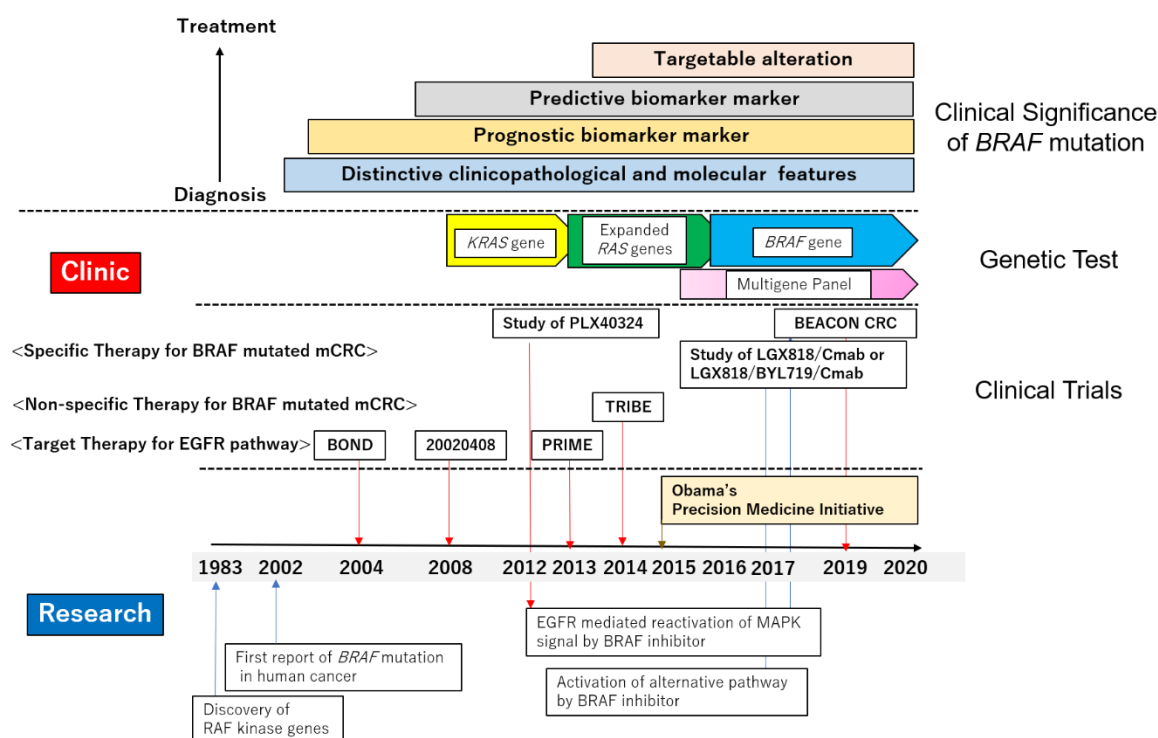 Treatment
Targetable alteration
Predictive biomarker marker
Prognostic biomarker marker
Distinctive clinicopathological and molecular features
Diagnosis
Clinical Significance
of BRAF mutation
KRAS gene
Expanded
RAS genes
BRAF gene
Multigene Panel
Genetic Test
Clinic
Study of PLX40324
BEACON CRC
<Specific Therapy for BRAF mutated mCRC>
Study of LGX818/Cmab or
LGX818/BYL719/Cmab
Clinical Trials
<Non-specific Therapy for BRAF mutated mCRC>
TRIBE
<Target Therapy for EGFR pathway>
BOND
20020408
PRIME
Obama's
Precision Medicine Initiative
1983 2002 2004 2008 2012 2013 2014 2015 2016 2017 2019 2020
Research
EGFR mediated reactivation of MAPK
signal by BRAF inhibitor
First report of BRAF mutation
in human cancer
Activation of alternative pathway
by BRAF inhibitor
Discovery of
RAF kinase genes